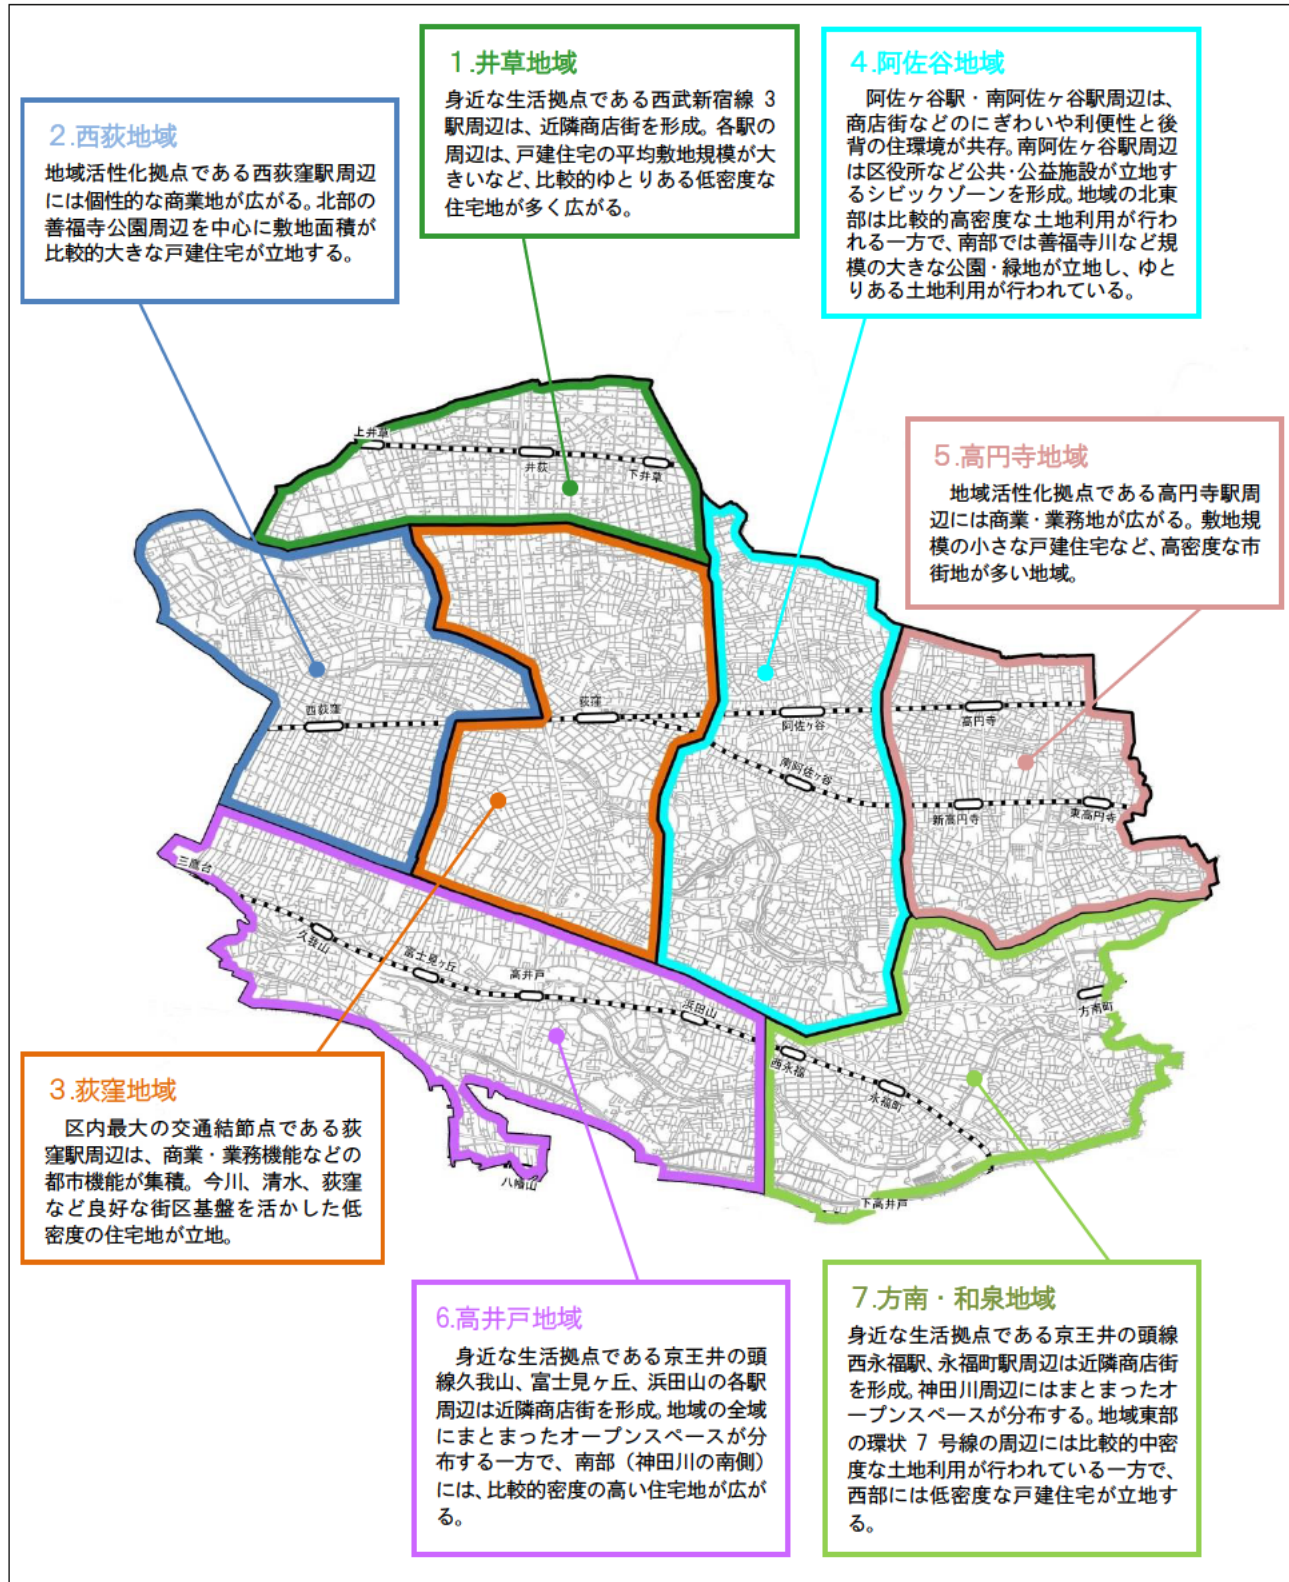 1.井草地域
身近な生活拠点である西武新宿線 3
駅周辺は、近隣商店街を形成。各駅の
周辺は、戸建住宅の平均敷地規模が大
きいなど、比較的ゆとりある低密度な
住宅地が多く広がる。
4.阿佐谷地域
阿佐ヶ谷駅・南阿佐ヶ谷駅周辺は、
商店街などのにぎわいや利便性と後
背の住環境が共存。南阿佐ヶ谷駅周辺
は区役所など公共・公益施設が立地す
るシビックゾーンを形成。地域の北東
部は比較的高密度な土地利用が行わ
れる一方で、南部では善福寺川など規
模の大きな公園・緑地が立地し、ゆと
りある土地利用が行われている。
2.西荻地域
地域活性化拠点である西荻窪駅周辺
には個性的な商業地が広がる。北部の
善福寺公園周辺を中心に敷地面積が
比較的大きな戸建住宅が立地する。
5.高円寺地域
地域活性化拠点である高円寺駅周
辺には商業・業務地が広がる。敷地規
模の小さな戸建住宅など、高密度な市
街地が多い地域。
上井草
井荻
下井草
西荻窪
荻窪
阿佐ヶ谷
高円寺
南阿佐ヶ谷
新高円寺
東高円寺
三鷹台
久我山
富士見ヶ丘
高井戸
浜田山
西永福
永福町
方南町
八幡山
下高井戸
3.荻窪地域
区内最大の交通結節点である荻
窪駅周辺は、商業・業務機能などの
都市機能が集積。今川、清水、荻窪
など良好な街区基盤を活かした低
密度の住宅地が立地。
6.高井戸地域
身近な生活拠点である京王井の頭
線久我山、富士見ヶ丘、浜田山の各駅
周辺は近隣商店街を形成。地域の全域
にまとまったオープンスペースが分
布する一方で、南部（神田川の南側）
には、比較的密度の高い住宅地が広が
る。
7.方南・和泉地域
身近な生活拠点である京王井の頭線
西永福駅、永福町駅周辺は近隣商店街
を形成。神田川周辺にはまとまったオ
ープンスペースが分布する。地域東部
の環状 7 号線の周辺には比較的中密
度な土地利用が行われている一方で、
西部には低密度な戸建住宅が立地す
る。